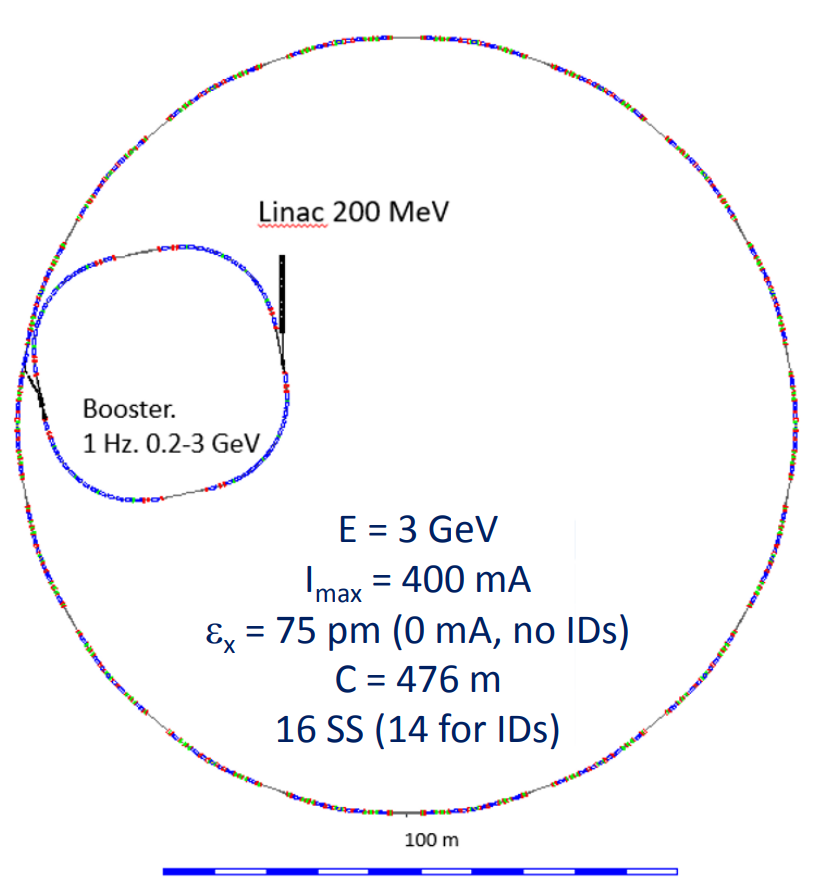 Linac 200 MeV
Booster.
1 Hz. 0.2-3 GeV
E = 3 GeV
Imax = 400 mA
εx = 75 pm (0 mA, no IDs)
C = 476 m
16 SS (14 for IDs)
100 m